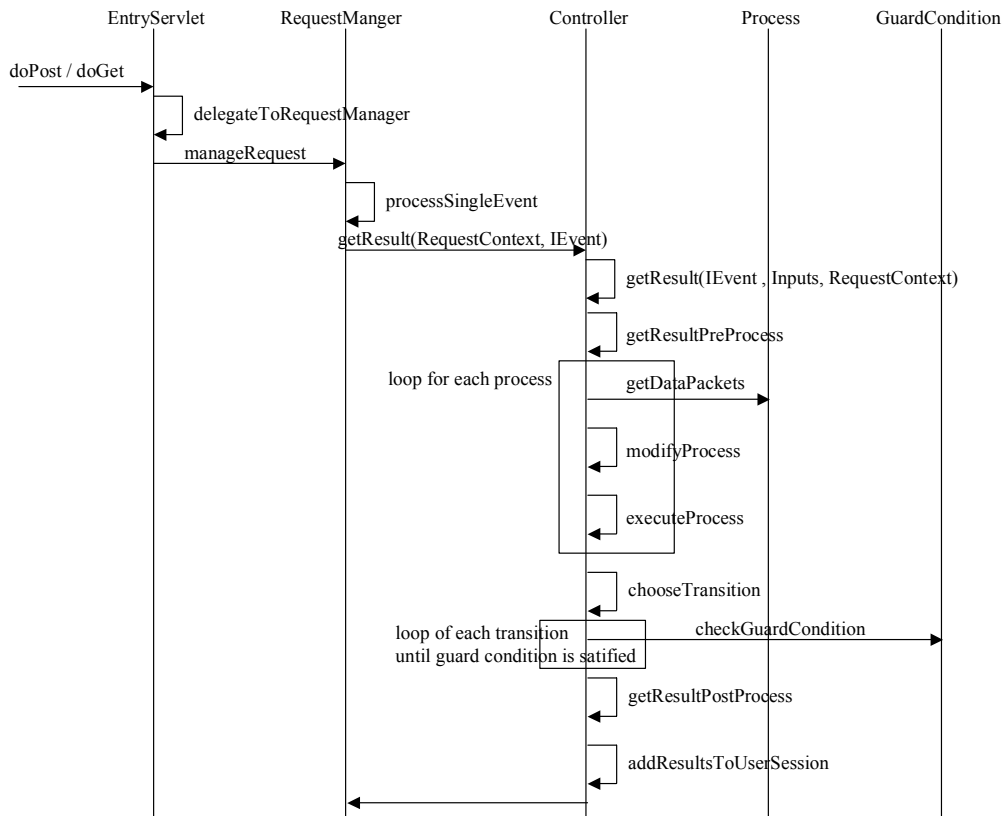 EntryServlet
RequestManger
Controller
Process
GuardCondition
doPost / doGet
delegateToRequestManager
manageRequest
processSingleEvent
getResult(RequestContext, IEvent)
getResult(IEvent , Inputs, RequestContext)
getResultPreProcess
loop for each process
getDataPackets
modifyProcess
executeProcess
chooseTransition
loop of each transition
until guard condition is satified
checkGuardCondition
getResultPostProcess
addResultsToUserSession